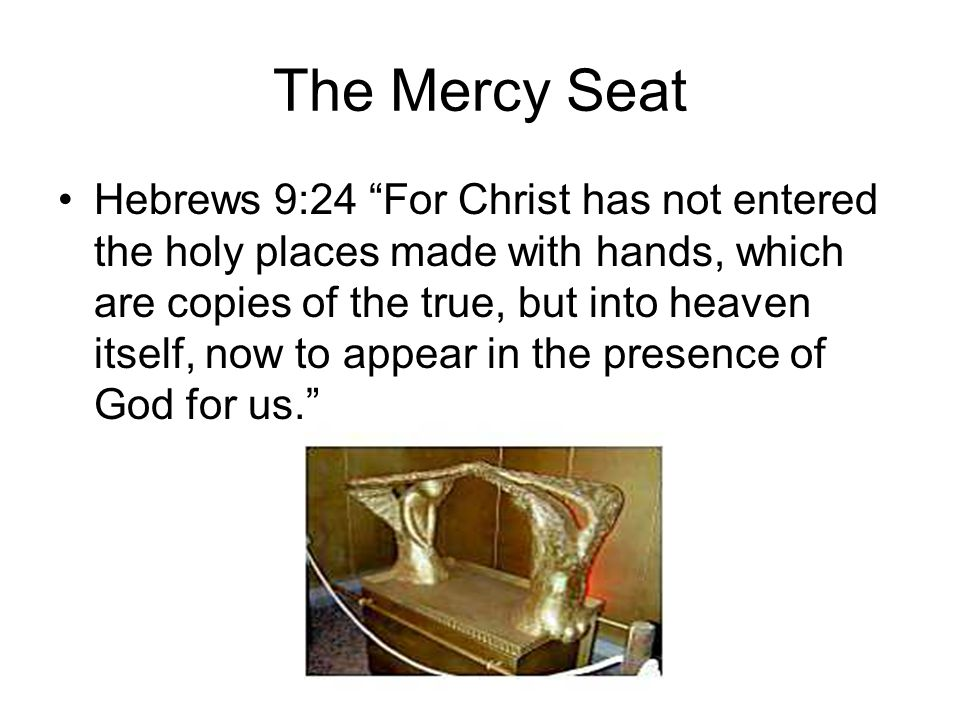 The Mercy Seat
• Hebrews 9:24 “For Christ has not entered
the holy places made with hands, which
are copies of the true, but into heaven
itself, now to appear in the presence of
God for us.”